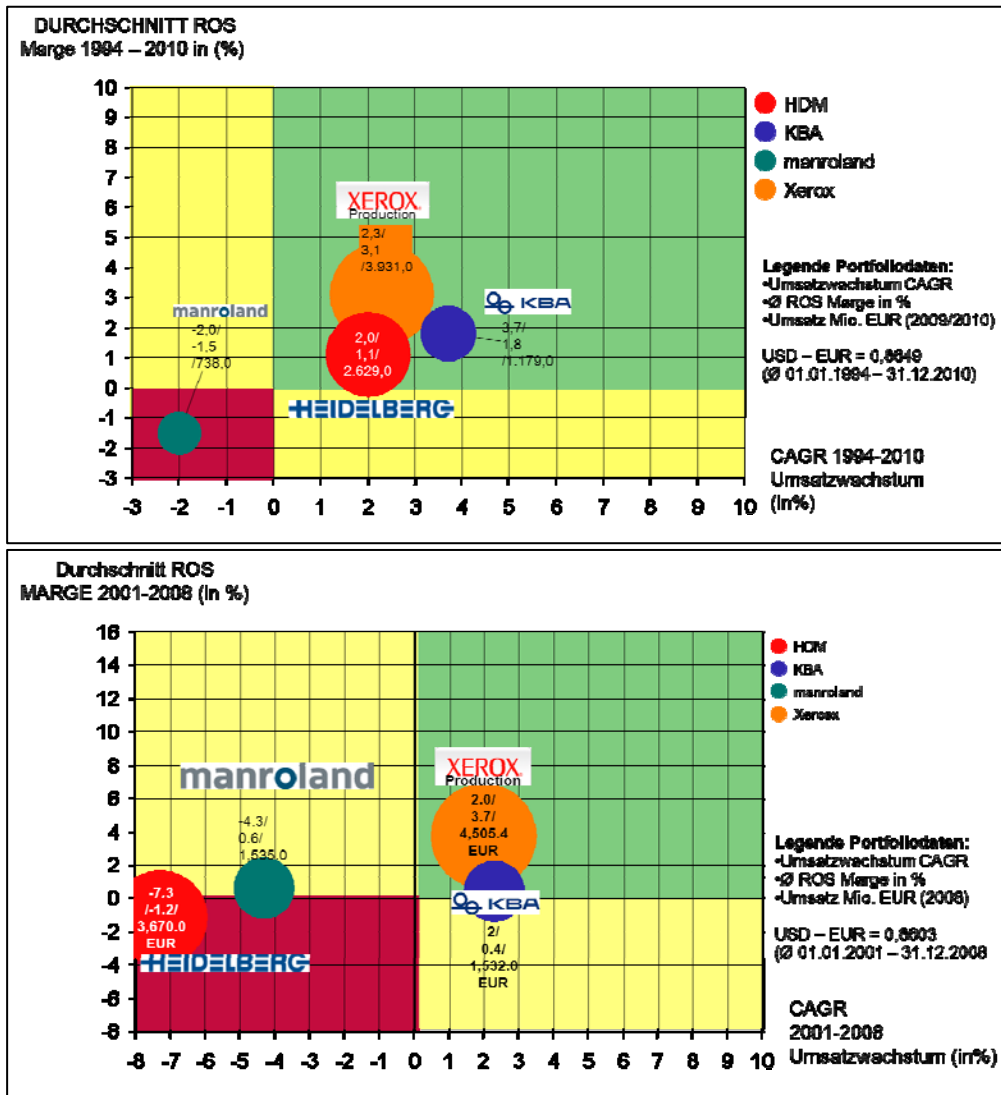 DURCHSCHNITT ROS
Marge 1994 – 2010 in (%)
10
9
8
7
6
5
4
3
2
1
0
-1
-2
-3
-3 -2 -1 0 1 2 3 4 5 6 7 8 9 10
XEROX
Production
2,3/
3,1
/3.931,0
manroland
-2,0/
-1,5
/738,0
2,0/
1,1/
2.629,0
KBA
3,7/
1,8
/1.179,0
HEIDELBERG
HDM
KBA
manroland
Xerox
Legende Portfoliodaten:
•Umsatzwachstum CAGR
•Ø ROS Marge in %
•Umsatz Mio. EUR (2009/2010)
USD – EUR = 0,8649
(Ø 01.01.1994 – 31.12.2010)
CAGR 1994-2010
Umsatzwachstum
(in%)
Durchschnitt ROS
MARGE 2001-2008 (in %)
16
14
12
10
8
6
4
2
0
-2
-4
-6
-8
-8 -7 -6 -5 -4 -3 -2 -1 0 1 2 3 4 5 6 7 8 9 10
manroland
-4.3/
0.6/
1,535.0
XEROX
Production
2.0/
3.7/
4,505.4
EUR
-7.3
/-1.2/
3,670.0
EUR
HEIDELBERG
KBA
2/
0.4/
1,532.0
EUR
HDM
KBA
manroland
Legende Portfoliodaten:
•Umsatzwachstum CAGR
•Ø ROS Marge in %
•Umsatz Mio. EUR
USD – EUR =
(Ø 01.01.2001 – 31.12.2008
CAGR
2001-2008
Umsatzwachstum (in%)